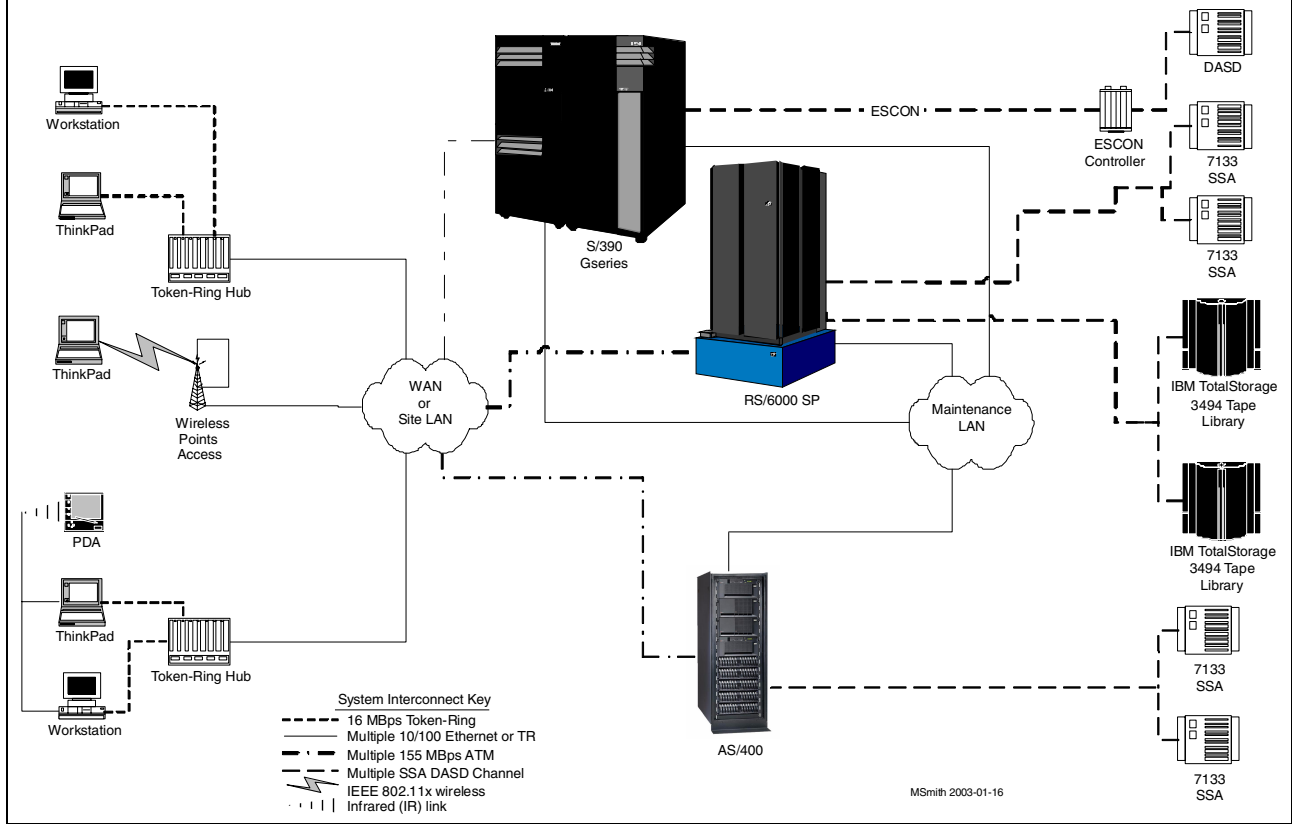 Workstation
ThinkPad
Token-Ring Hub
ThinkPad
Wireless
Points
Access
PDA
ThinkPad
Token-Ring Hub
Workstation
WAN
or
Site LAN
S/390
Gseries
ESCON
ESCON
Controller
DASD
7133
SSA
7133
SSA
RS/6000 SP
Maintenance
LAN
IBM TotalStorage
3494 Tape
Library
IBM TotalStorage
3494 Tape
Library
AS/400
7133
SSA
7133
SSA
System Interconnect Key
16 MBps Token-Ring
Multiple 10/100 Ethernet or TR
Multiple 155 MBps ATM
Multiple SSA DASD Channel
IEEE 802.11x wireless
Infrared (IR) link
MSmith 2003-01-16